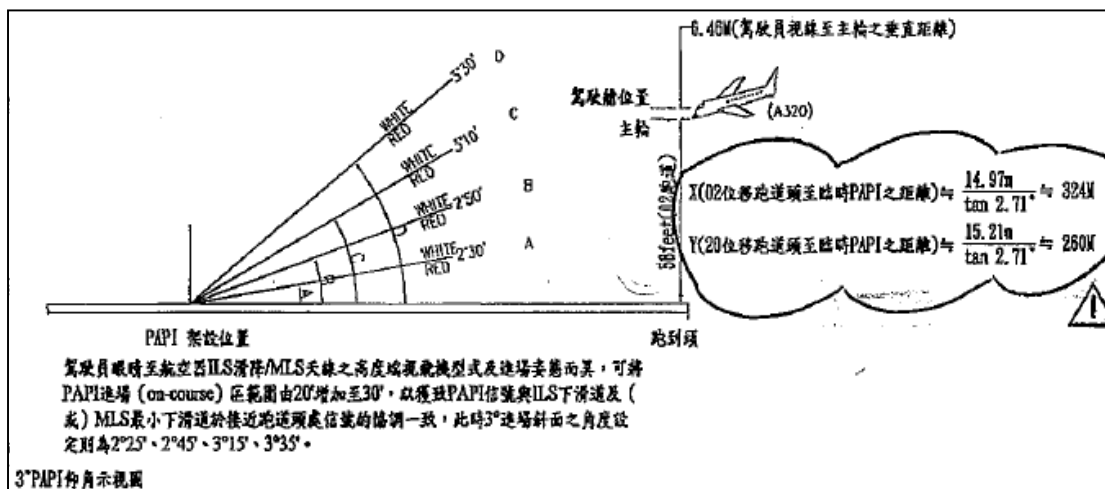 6.46M(駕駛員視線至主輪之垂直距離)
D
3°30'
WHITE
RED
C
3°10'
WHITE
RED
B
2°50'
WHITE
RED
A
2°30'
WHITE
RED
A
B
C
D
駕駛艙位置
主輪
(A320)
58feet(02跑道)
X(02位移跑道頭至臨時PAPI之距離)≒ 14.97m / tan 2.71° ≒ 324M
Y(20位移跑道頭至臨時PAPI之距離)≒ 15.21m / tan 2.71° ≒ 260M
PAPI 架設位置
跑到頭
駕駛員眼睛至航空器ILS滑降/MLS天線之高度端視飛機型式及進場姿態而異,可將
PAPI進場 (on-course) 區範圍由20'增加至30',以獲致PAPI信號與ILS下滑道及(
或) MLS最小下滑道於接近跑道頭處信號的協調一致,此時3°進場斜面之角度設
定則為2°25'、2°45'、3°15'、3°35'。
3°PAPI仰角示視圖